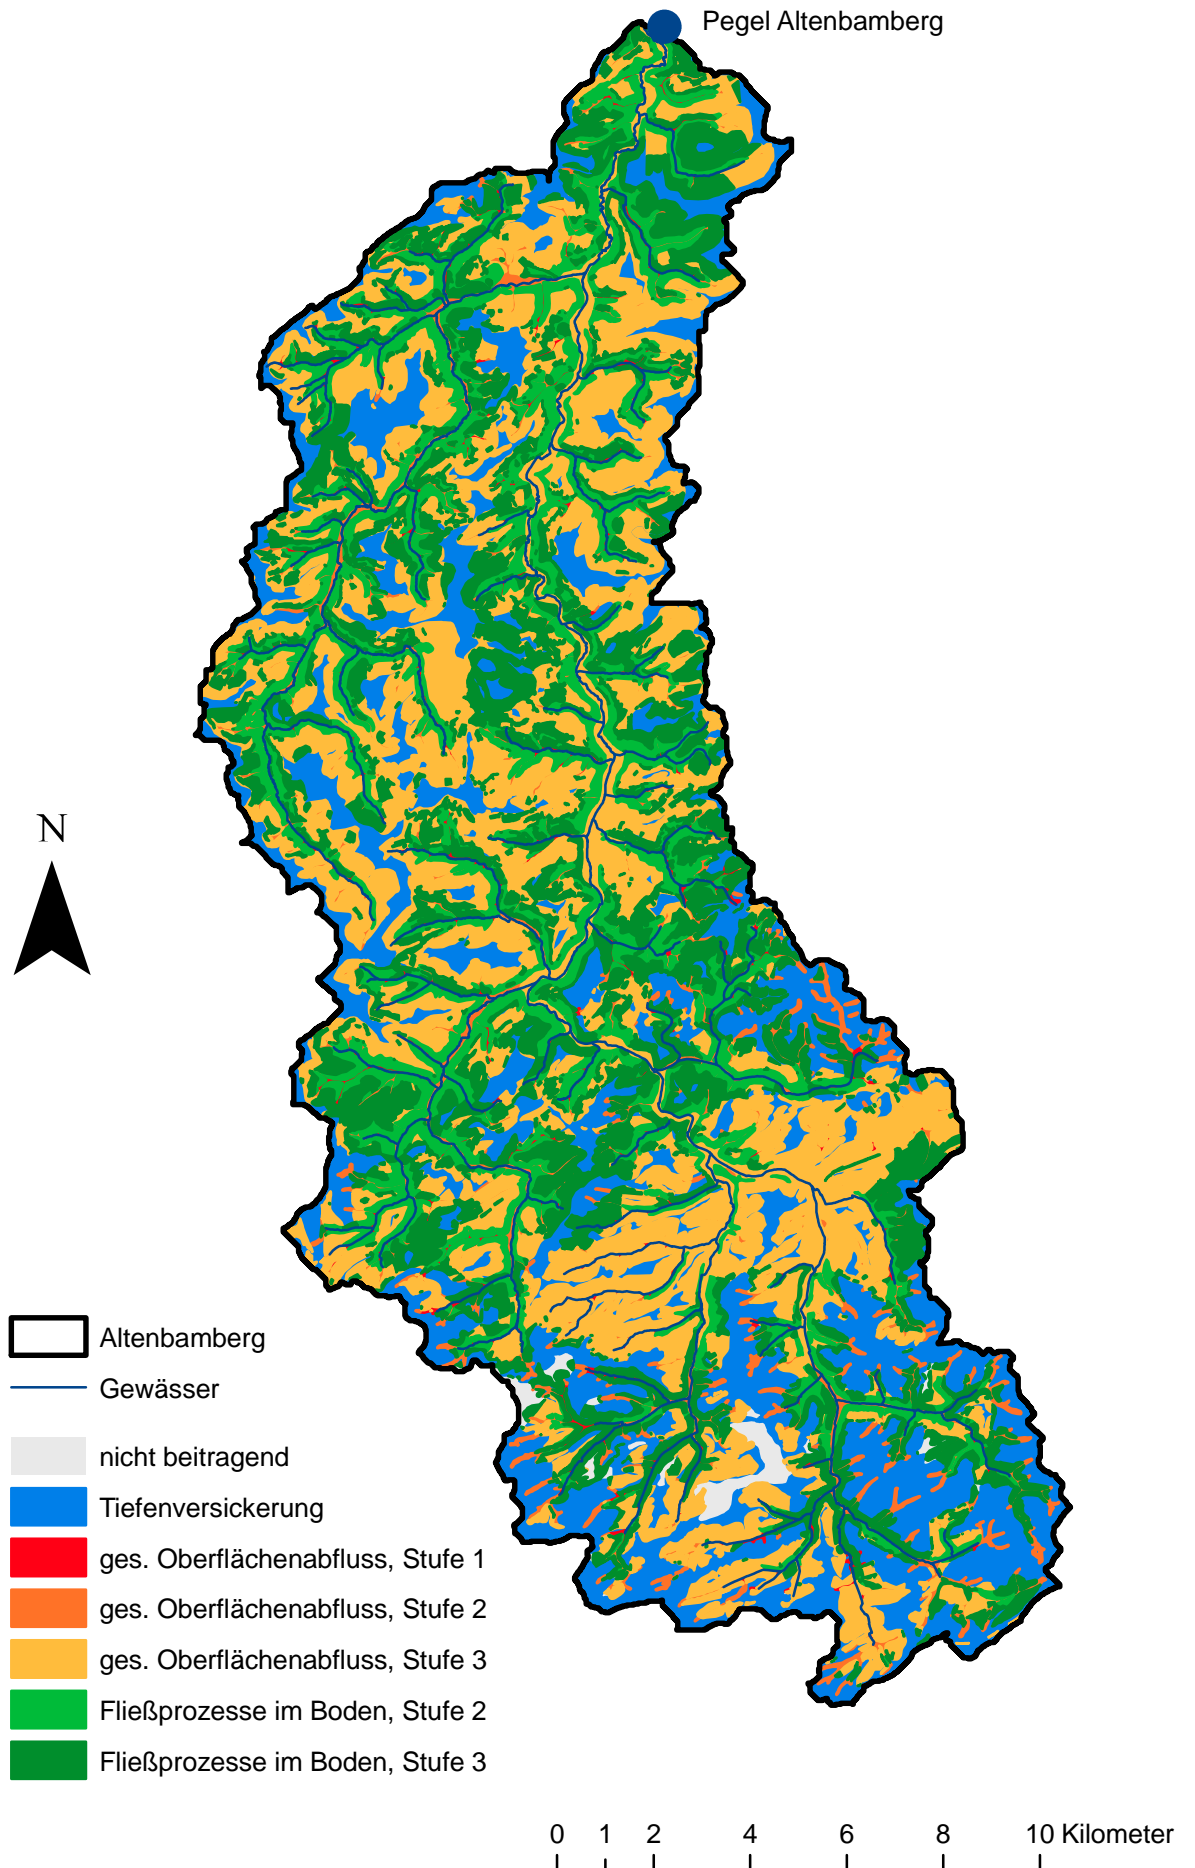 Pegel Altenbamberg
N
Altenbamberg
Gewässer
nicht beitragend
Tiefenversickerung
ges. Oberflächenabfluss, Stufe 1
ges. Oberflächenabfluss, Stufe 2
ges. Oberflächenabfluss, Stufe 3
Fließprozesse im Boden, Stufe 2
Fließprozesse im Boden, Stufe 3
0 1 2 4 6 8 10 Kilometer